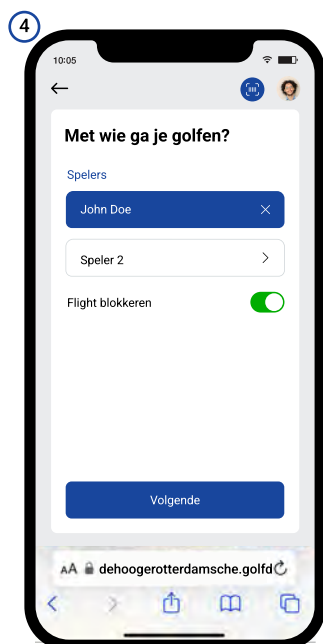 4
10:05
Met wie ga je golfen?
Spelers
John Doe
Speler 2
Flight blokkeren
Volgende
AA dehoogerotterdamsche.golfd